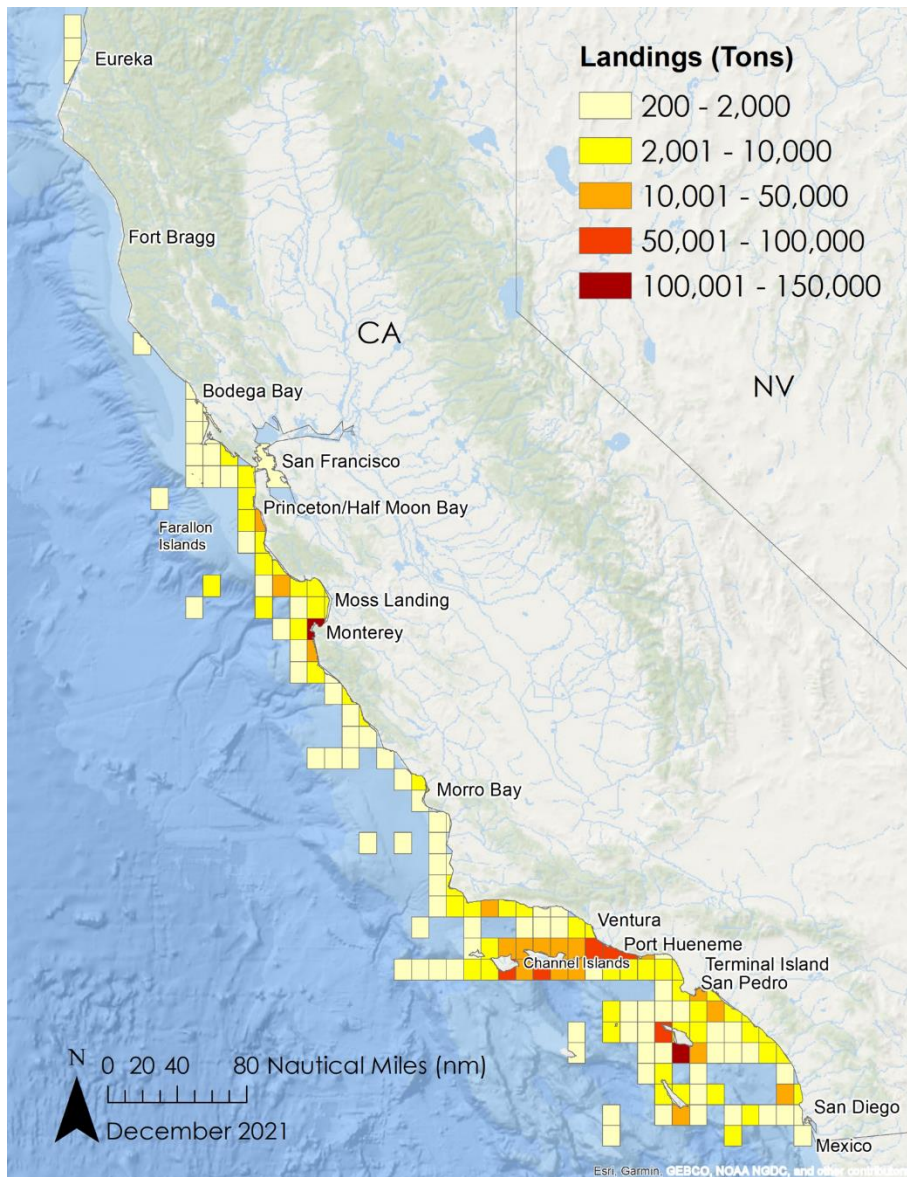 Eureka
Landings (Tons)
200 - 2,000
2,001 - 10,000
10,001 - 50,000
50,001 - 100,000
100,001 - 150,000
Fort Bragg
CA
NV
Bodega Bay
San Francisco
Princeton/Half Moon Bay
Farallon
Islands
Moss Landing
Monterey
Morro Bay
Ventura
Port Hueneme
Channel Islands
Terminal Island
San Pedro
N
0 20 40 80 Nautical Miles (nm)
December 2021
San Diego
Mexico
Esri, Garmin, GEBCO, NOAA NGDC, and other contributors